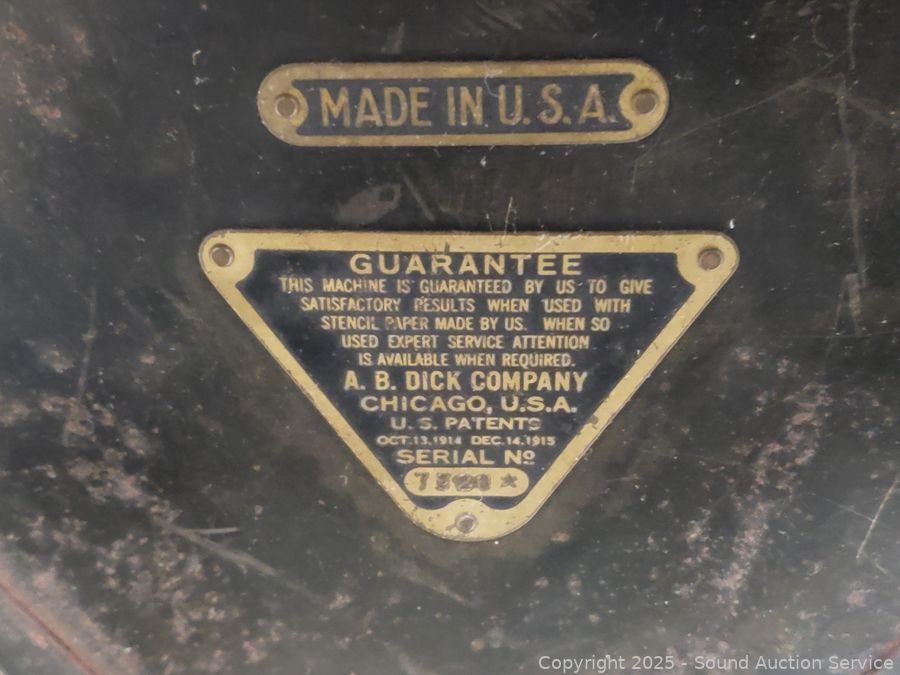 MADE IN U.S.A.
GUARANTEE
THIS MACHINE IS GUARANTEED BY US TO GIVE
SATISFACTORY RESULTS WHEN USED WITH
STENCIL PAPER MADE BY US. WHEN SO
USED EXPERT SERVICE ATTENTION
IS AVAILABLE WHEN REQUIRED.
A. B. DICK COMPANY
CHICAGO, U.S.A.
U. S. PATENTS
OCT.13.1914 DEC.14.1915
SERIAL Nº
Copyright © 2025 - Sound Auction Service